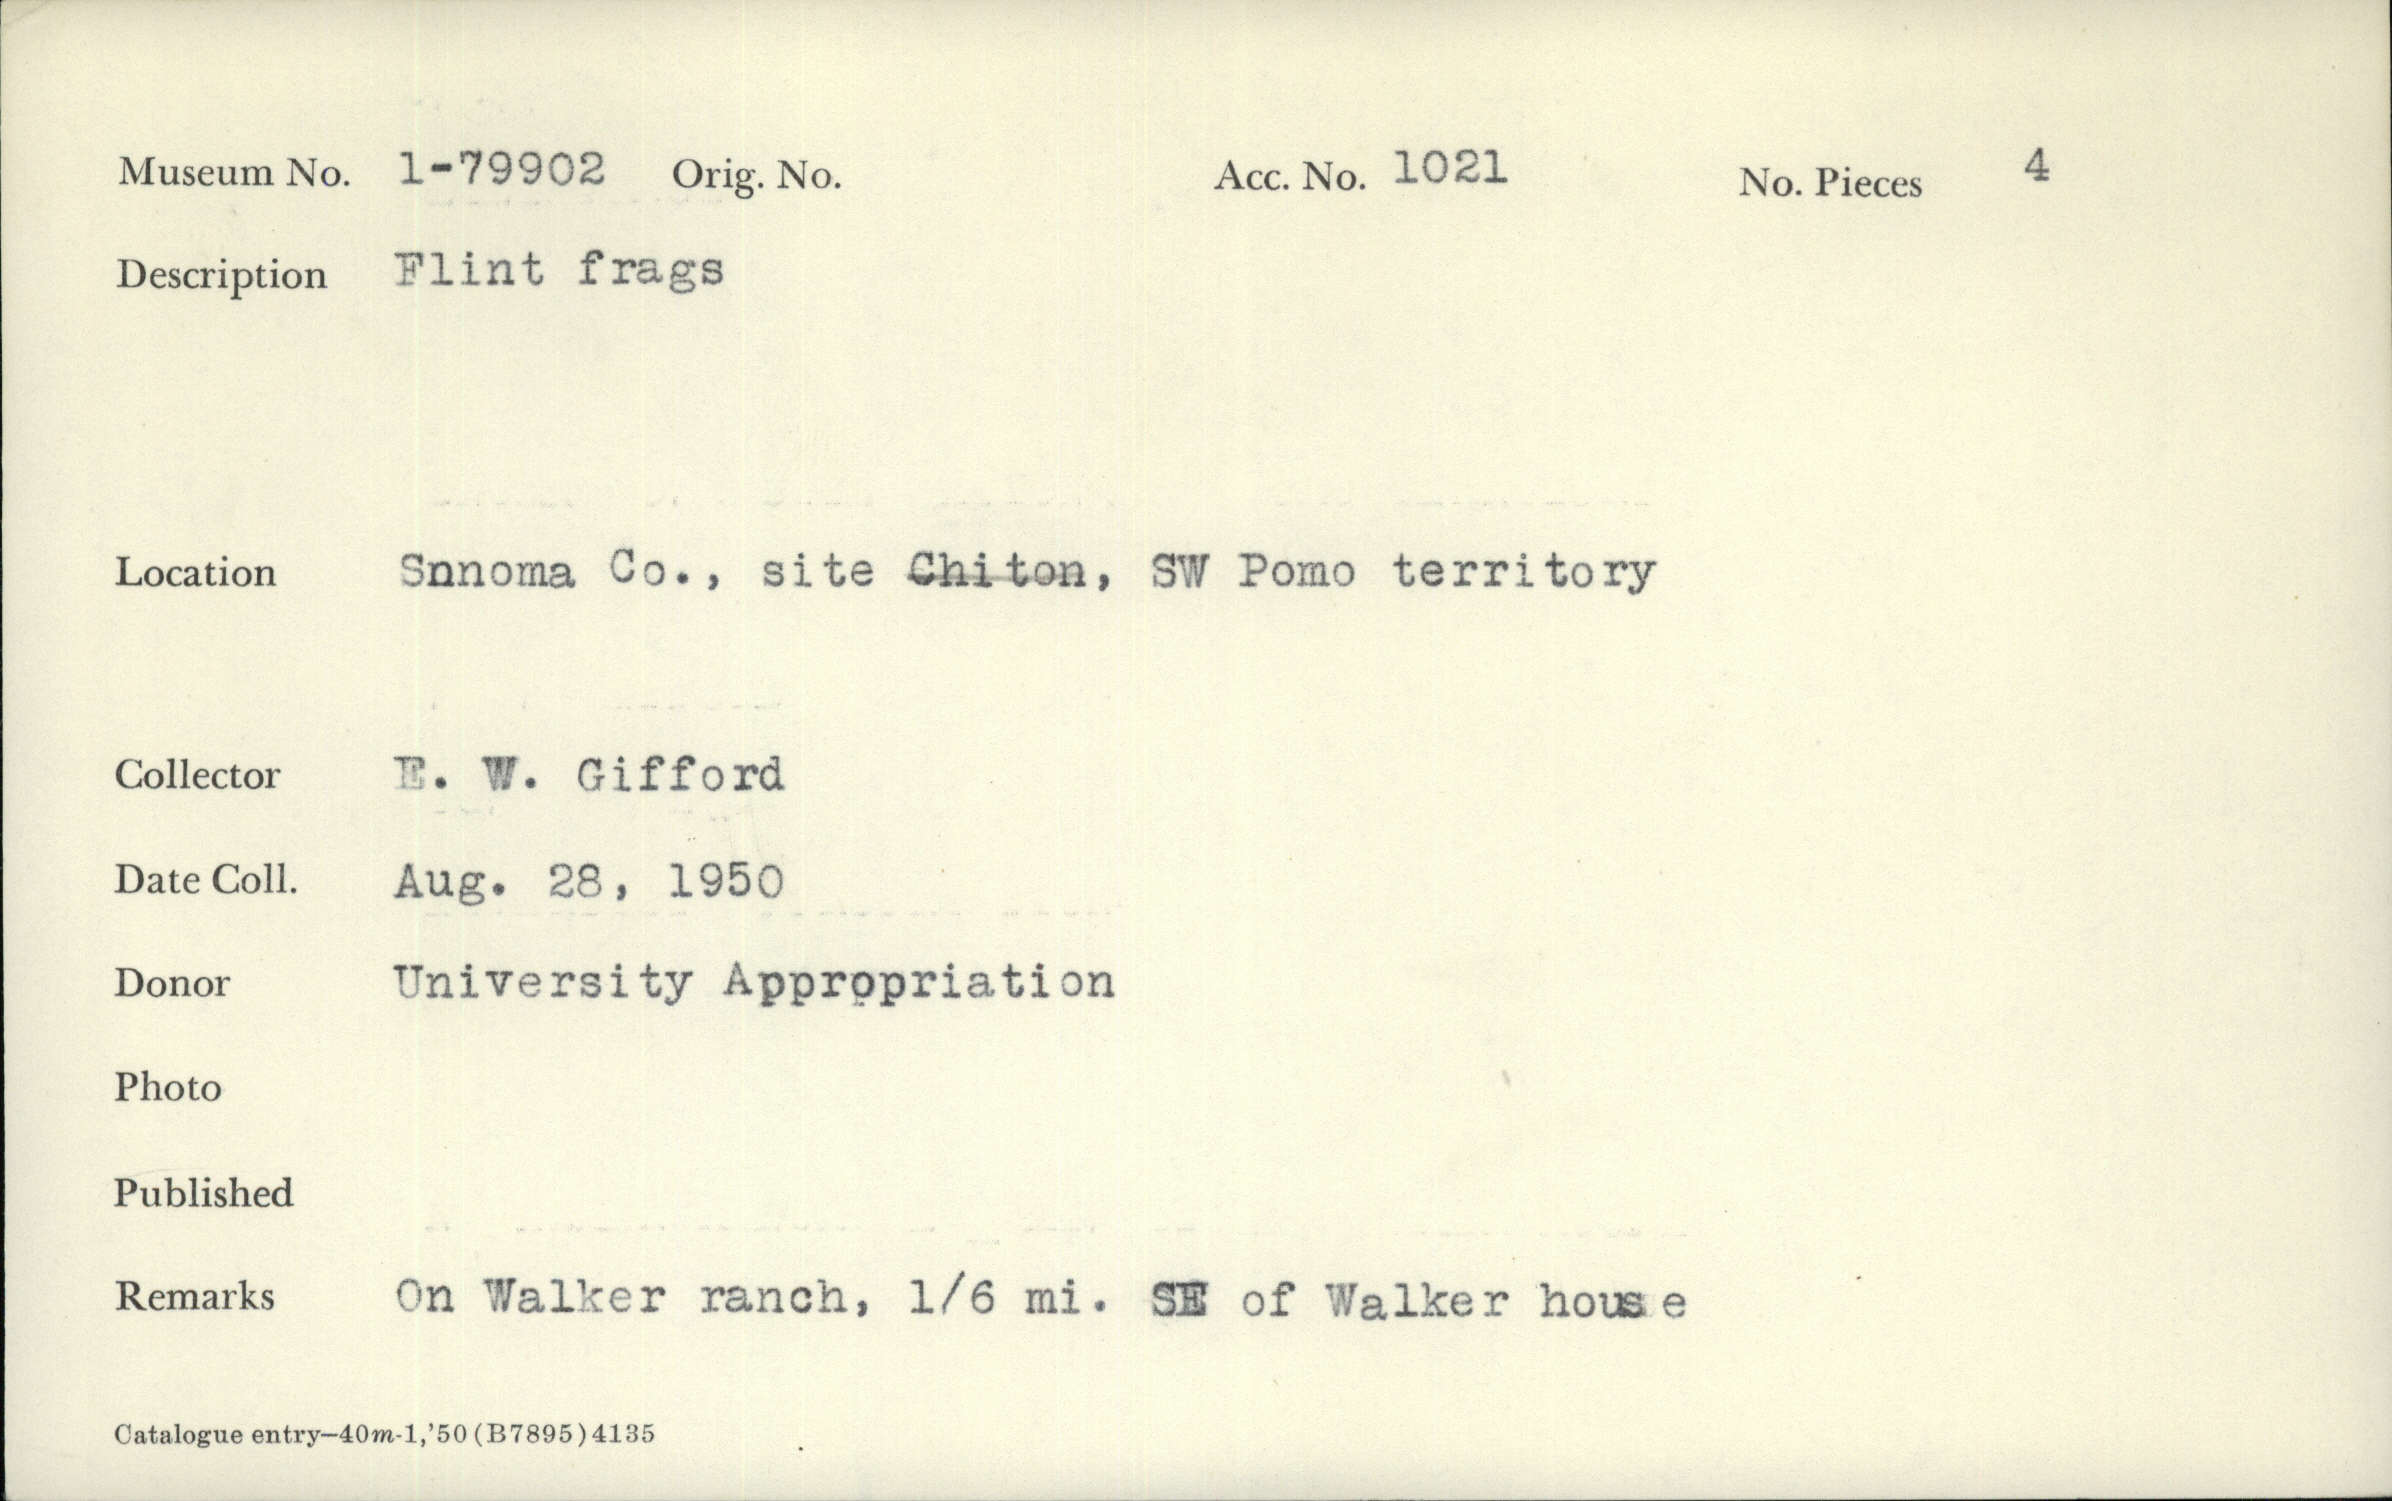 Museum No. 1-79902 Orig. No. Acc. No. 1021 No. Pieces 4
Description Flint frags
Location Snnoma Co., site Chiton, SW Pomo territory
Collector E. W. Gifford
Date Coll. Aug. 28, 1950
Donor University Appropriation
Photo
Published
Remarks On Walker ranch, 1/6 mi. SE of Walker house
Catalogue entry—40m-1,'50(B7895)4135